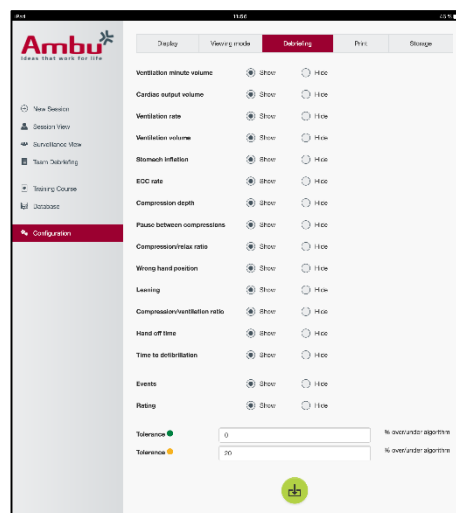 iPad 11:56 45 %
Ambu
Ideas that work for life
Display Viewing mode Debriefing Print Storage
Ventilation minute volume Show Hide
Cardiac output volume Show Hide
Ventilation rate Show Hide
Ventilation volume Show Hide
Stomach inflation Show Hide
ECC rate Show Hide
Compression depth Show Hide
Pause between compressions Show Hide
Compression/relax ratio Show Hide
Wrong hand position Show Hide
Leaning Show Hide
Compression/ventilation ratio Show Hide
Hand off time Show Hide
Time to defibrillation Show Hide
Events Show Hide
Rating Show Hide
Tolerance 0 % over/under algorithm
Tolerance 20 % over/under algorithm
New Session
Session View
Surveillance View
Team Debriefing
Training Course
Database
Configuration